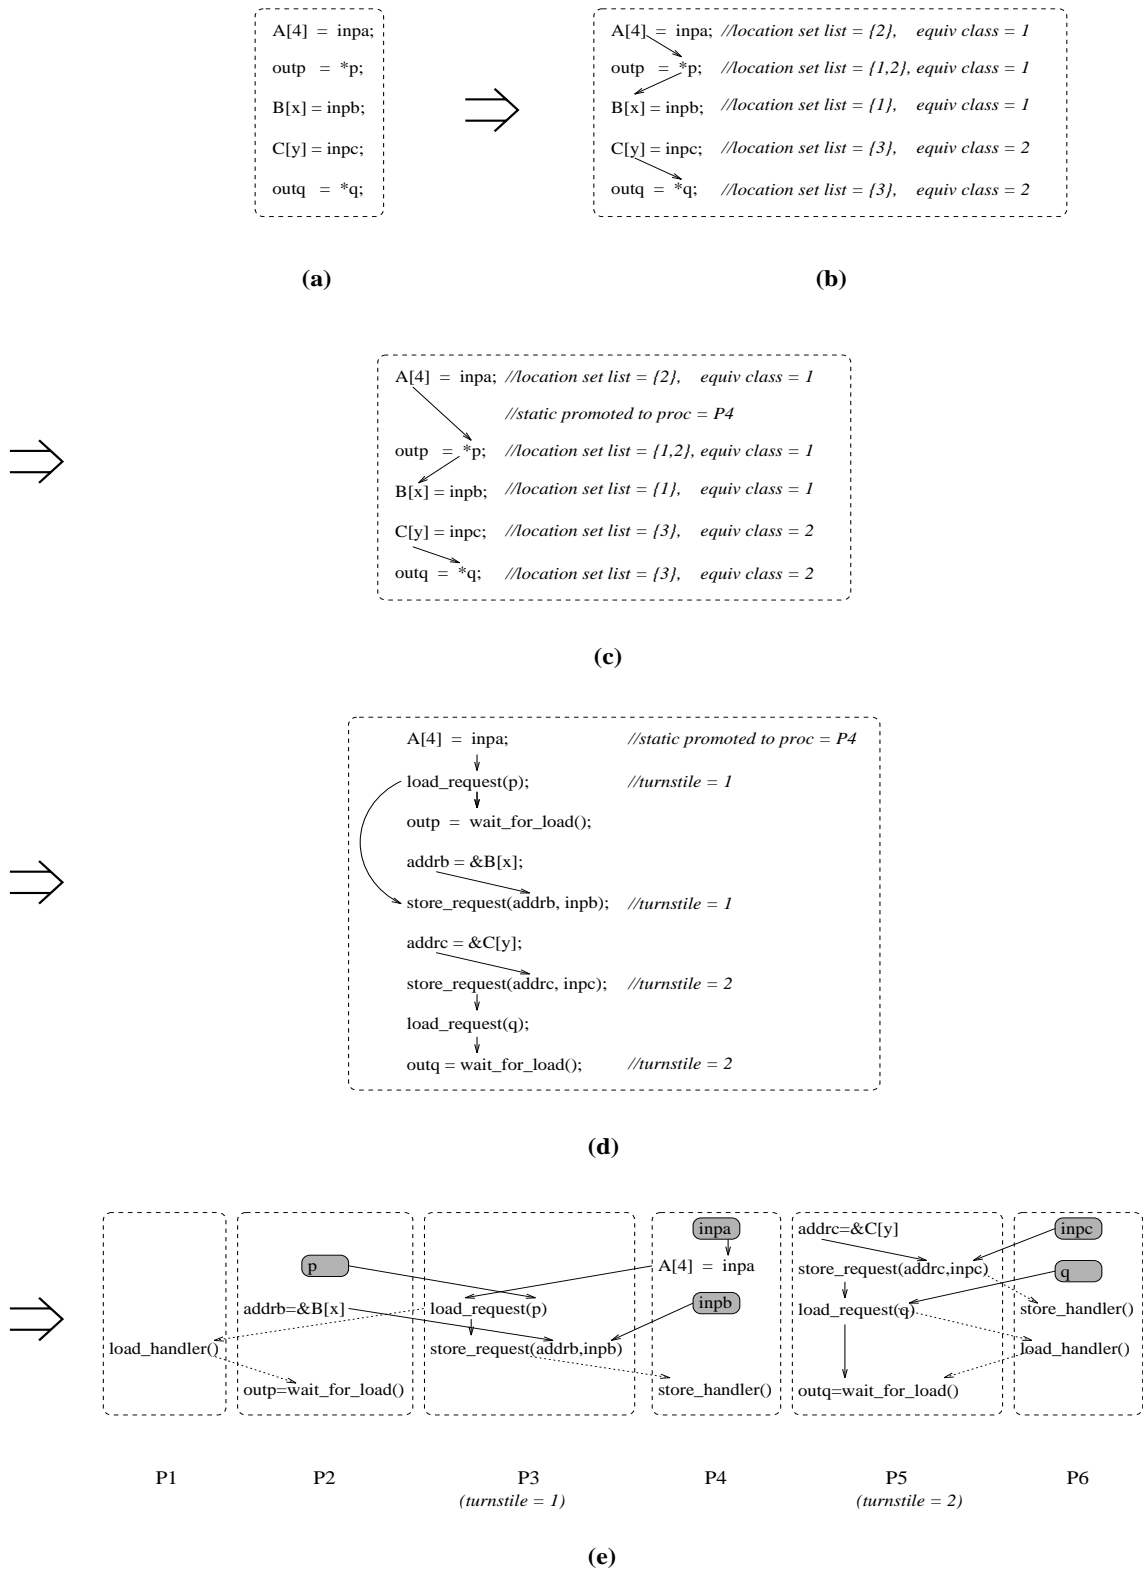 A[4] = inpa;
outp = *p;
B[x] = inpb;
C[y] = inpc;
outq = *q;
(a)
A[4] = inpa; //location set list = {2}, equiv class = 1
outp = *p; //location set list = {1,2}, equiv class = 1
B[x] = inpb; //location set list = {1}, equiv class = 1
C[y] = inpc; //location set list = {3}, equiv class = 2
outq = *q; //location set list = {3}, equiv class = 2
(b)
A[4] = inpa; //location set list = {2}, equiv class = 1
//static promoted to proc = P4
outp = *p; //location set list = {1,2}, equiv class = 1
B[x] = inpb; //location set list = {1}, equiv class = 1
C[y] = inpc; //location set list = {3}, equiv class = 2
outq = *q; //location set list = {3}, equiv class = 2
(c)
A[4] = inpa; //static promoted to proc = P4
load_request(p); //turnstile = 1
outp = wait_for_load();
addrb = &B[x];
store_request(addrb, inpb); //turnstile = 1
addrc = &C[y];
store_request(addrc, inpc); //turnstile = 2
load_request(q);
outq = wait_for_load(); //turnstile = 2
(d)
load_handler()
P1
p
addrb=&B[x]
outp=wait_for_load()
P2
load_request(p)
store_request(addrb,inpb)
P3
(turnstile = 1)
inpa
A[4] = inpa
inpb
store_handler()
P4
addrc=&C[y]
store_request(addrc,inpc)
load_request(q)
outq=wait_for_load()
P5
(turnstile = 2)
inpc
q
store_handler()
load_handler()
P6
(e)